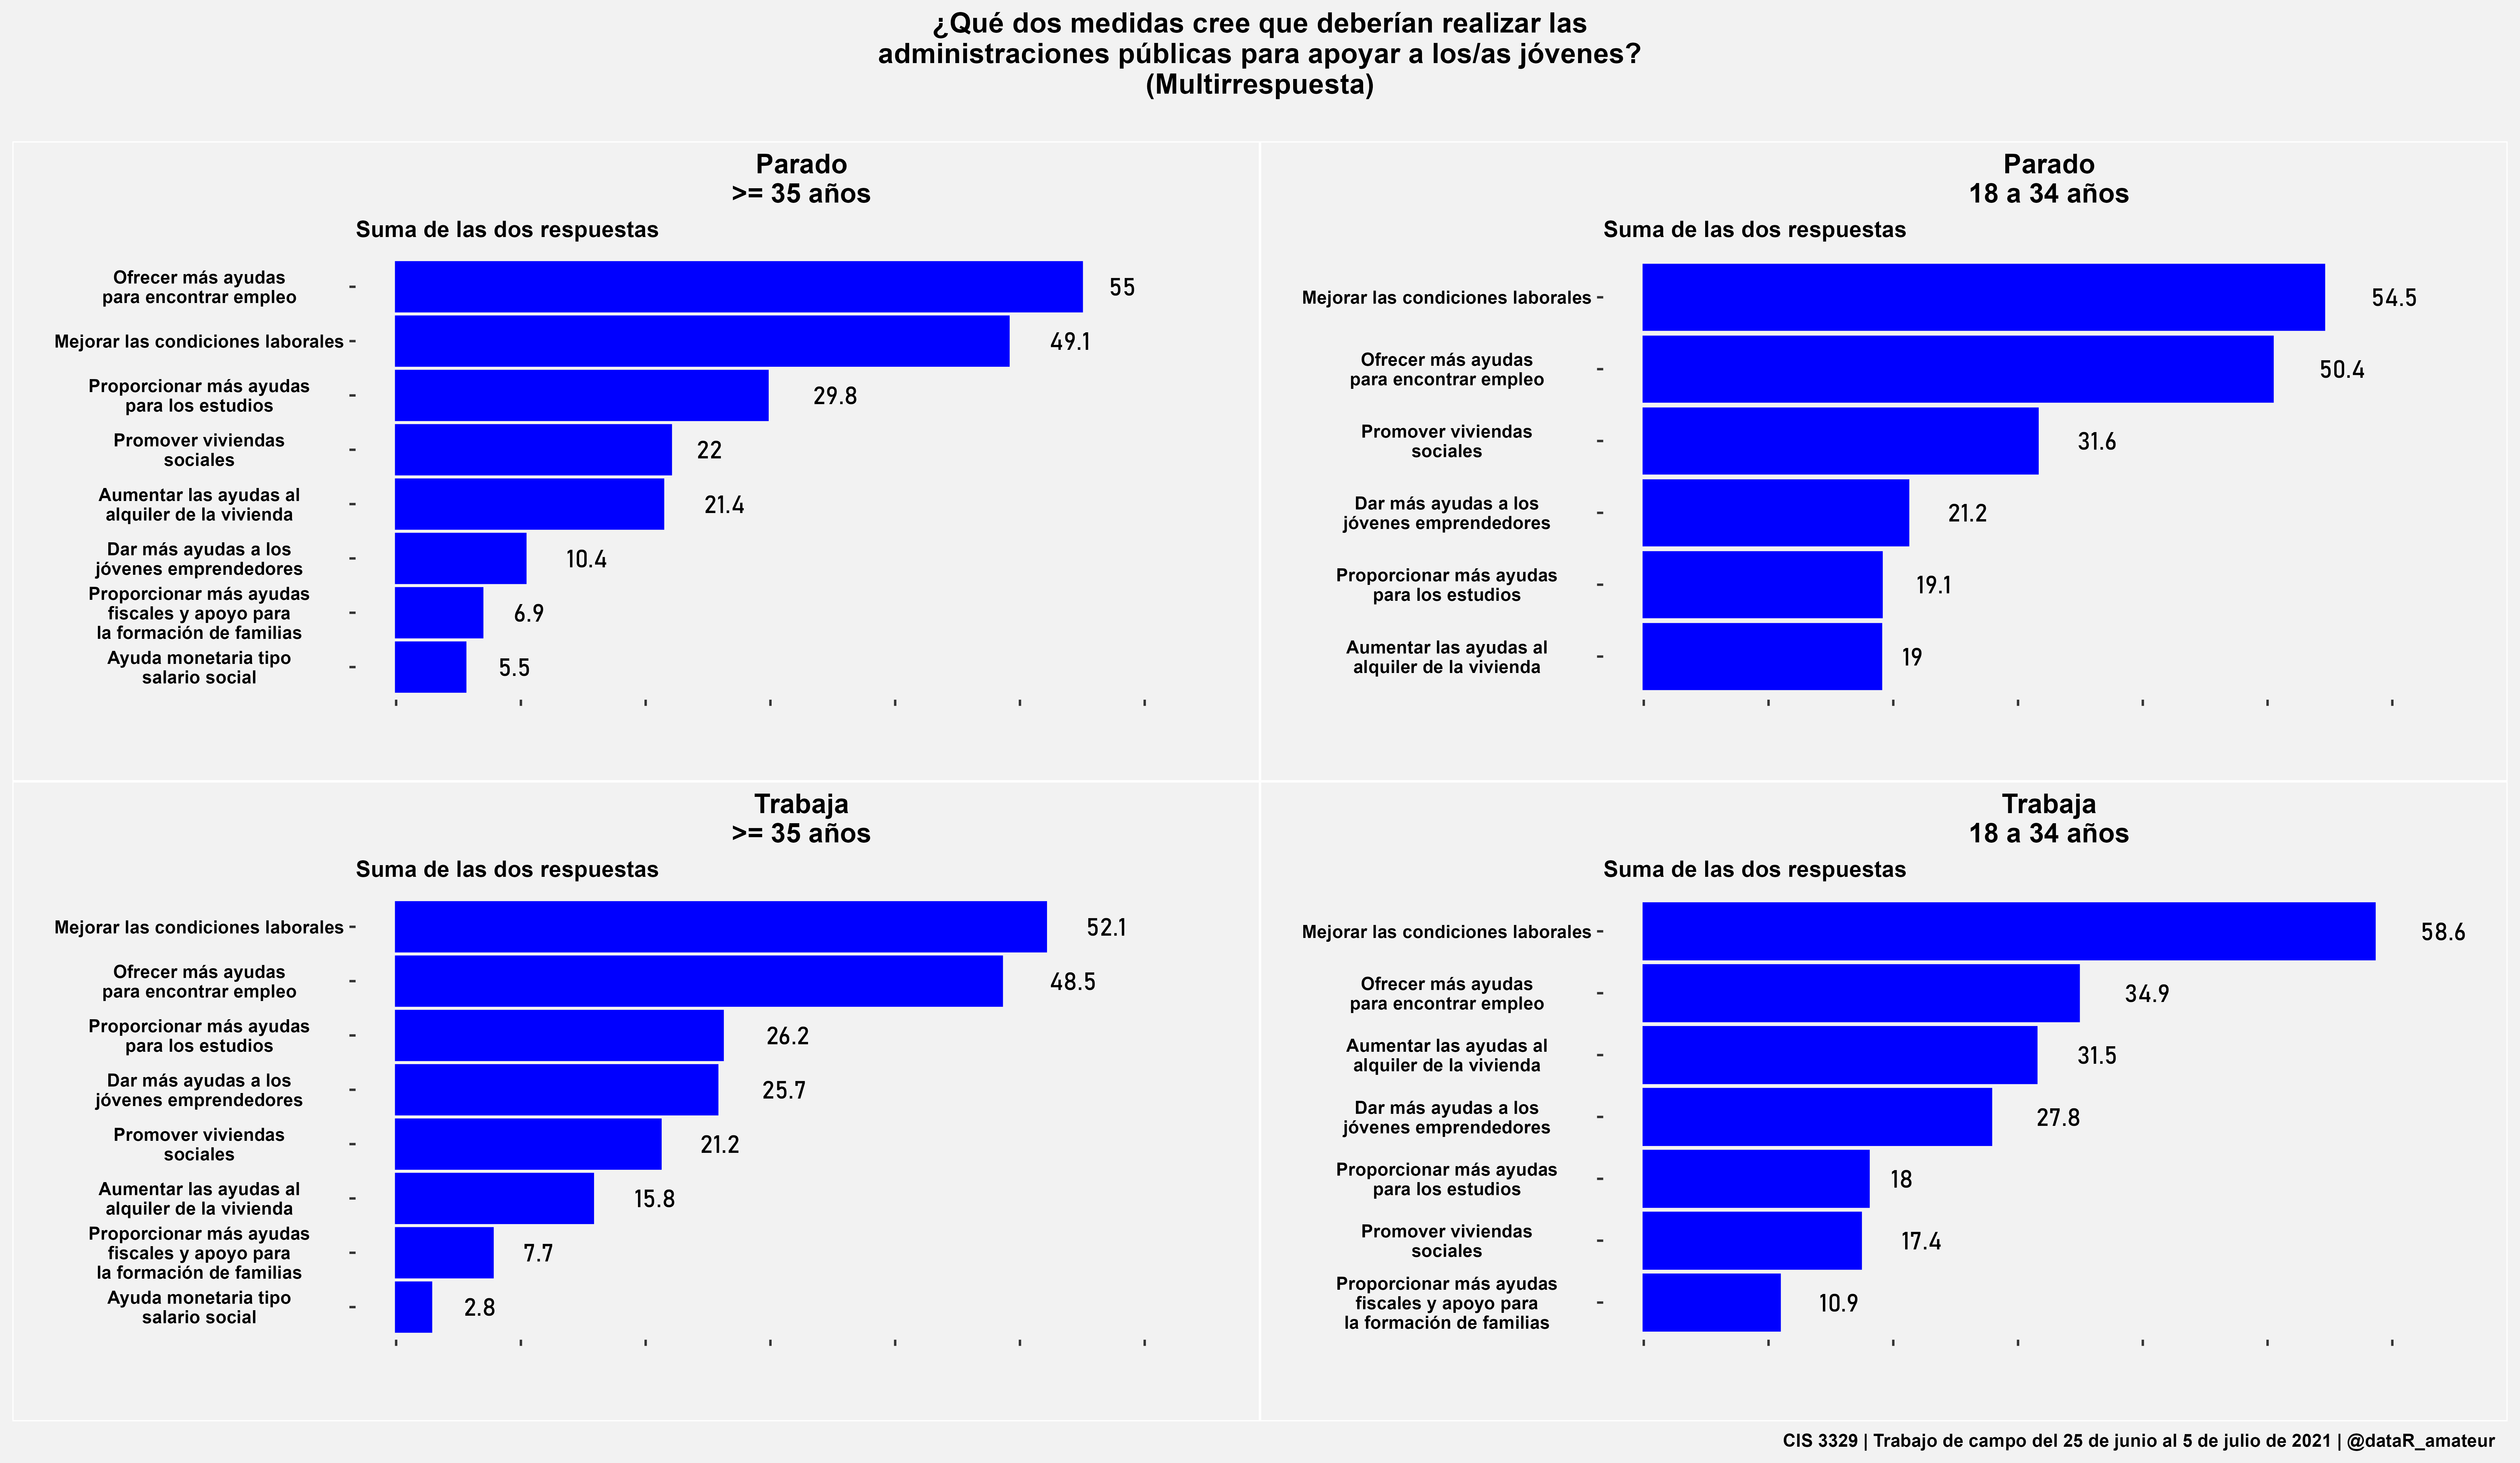 ¿Qué dos medidas cree que deberían realizar las
administraciones públicas para apoyar a los/as jóvenes?
(Multirrespuesta)
Parado
>= 35 años
Suma de las dos respuestas
Ofrecer más ayudas
para encontrar empleo
55
Mejorar las condiciones laborales
49.1
Proporcionar más ayudas
para los estudios
29.8
Promover viviendas
sociales
22
Aumentar las ayudas al
alquiler de la vivienda
21.4
Dar más ayudas a los
jóvenes emprendedores
10.4
Proporcionar más ayudas
fiscales y apoyo para
la formación de familias
6.9
Ayuda monetaria tipo
salario social
5.5
Parado
18 a 34 años
Suma de las dos respuestas
Mejorar las condiciones laborales
54.5
Ofrecer más ayudas
para encontrar empleo
50.4
Promover viviendas
sociales
31.6
Dar más ayudas a los
jóvenes emprendedores
21.2
Proporcionar más ayudas
para los estudios
19.1
Aumentar las ayudas al
alquiler de la vivienda
19
Trabaja
>= 35 años
Suma de las dos respuestas
Mejorar las condiciones laborales
52.1
Ofrecer más ayudas
para encontrar empleo
48.5
Proporcionar más ayudas
para los estudios
26.2
Dar más ayudas a los
jóvenes emprendedores
25.7
Promover viviendas
sociales
21.2
Aumentar las ayudas al
alquiler de la vivienda
15.8
Proporcionar más ayudas
fiscales y apoyo para
la formación de familias
7.7
Ayuda monetaria tipo
salario social
2.8
Trabaja
18 a 34 años
Suma de las dos respuestas
Mejorar las condiciones laborales
58.6
Ofrecer más ayudas
para encontrar empleo
34.9
Aumentar las ayudas al
alquiler de la vivienda
31.5
Dar más ayudas a los
jóvenes emprendedores
27.8
Proporcionar más ayudas
para los estudios
18
Promover viviendas
sociales
17.4
Proporcionar más ayudas
fiscales y apoyo para
la formación de familias
10.9
CIS 3329 | Trabajo de campo del 25 de junio al 5 de julio de 2021 | @dataR_amateur